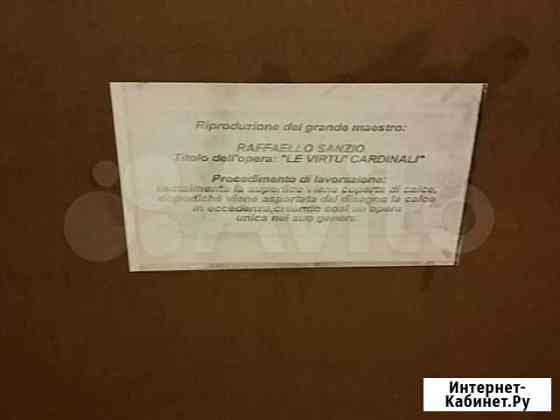 Riproduzione del grande maestro:
RAFFAELLO SANZIO
Titolo dell'opera: "LE VIRTU' CARDINALI"
Procedimento di lavorazione:
Inizialmente la superficie viene coperta di calce,
dopodichè viene asportata dal disegno la calce
in eccedenza,creando così un'opera
unica nel suo genere.
Avito
Интернет-
Кабинет.Ру